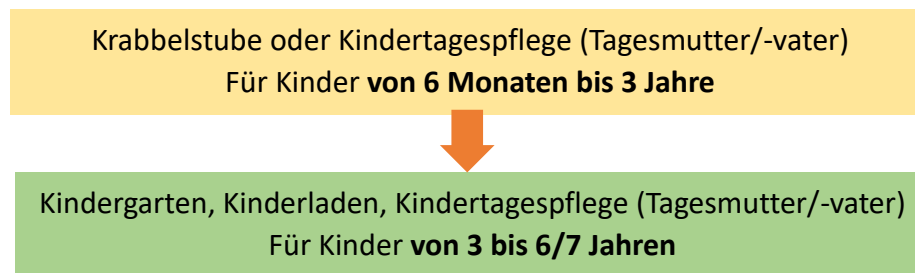 Krabbelstube oder Kindertagespflege (Tagesmutter/-vater)
Für Kinder von 6 Monaten bis 3 Jahre
Kindergarten, Kinderladen, Kindertagespflege (Tagesmutter/-vater)
Für Kinder von 3 bis 6/7 Jahren